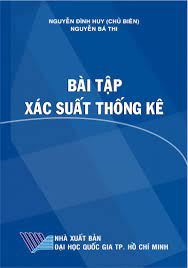 NGUYỄN ĐÌNH HUY (CHỦ BIÊN)
NGUYỄN BÁ THI
BÀI TẬP
XÁC SUẤT THỐNG KÊ
NHÀ XUẤT BẢN
ĐẠI HỌC QUỐC GIA TP. HỒ CHÍ MINH